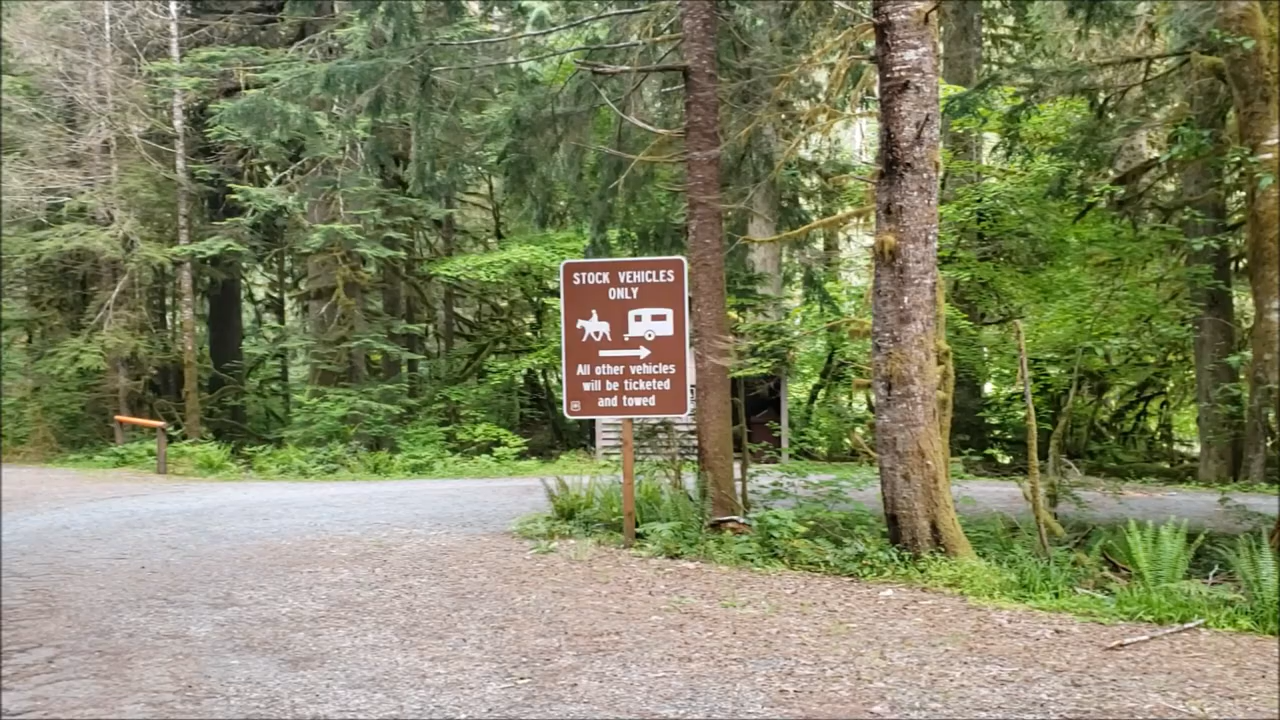 STOCK VEHICLES
ONLY
All other vehicles
will be ticketed
and towed